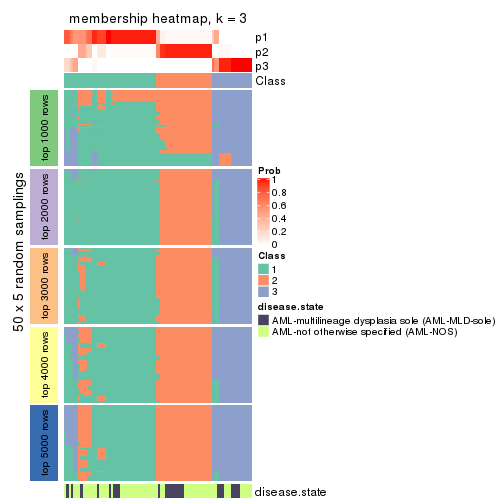 membership heatmap, k = 3
p1
p2
p3
Class
50 x 5 random samplings
top 1000 rows
top 2000 rows
top 3000 rows
top 4000 rows
top 5000 rows
Prob
1
0.8
0.6
0.4
0.2
0
Class
1
2
3
disease.state
AML-multilineage dysplasia sole (AML-MLD-sole)
AML-not otherwise specified (AML-NOS)
disease.state